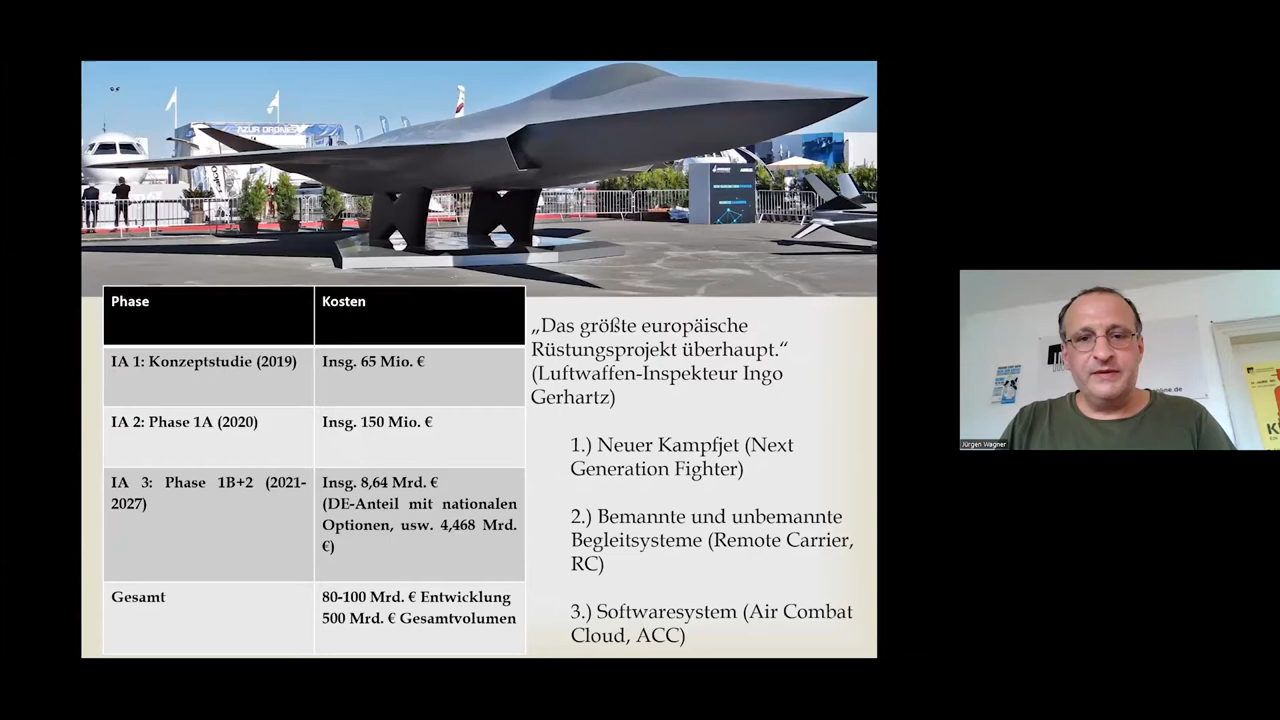 AZUR DRONES
Phase
Kosten
IA 1: Konzeptstudie (2019)
Insg. 65 Mio. €
IA 2: Phase 1A (2020)
Insg. 150 Mio. €
IA 3: Phase 1B+2 (2021-
2027)
Insg. 8,64 Mrd. €
(DE-Anteil mit nationalen
Optionen, usw. 4,468 Mrd.
€)
Gesamt
80-100 Mrd. € Entwicklung
500 Mrd. € Gesamtvolumen
„Das größte europäische
Rüstungsprojekt überhaupt.“
(Luftwaffen-Inspekteur Ingo
Gerhartz)
1.) Neuer Kampfjet (Next
Generation Fighter)
2.) Bemannte und unbemannte
Begleitsysteme (Remote Carrier,
RC)
3.) Softwaresystem (Air Combat
Cloud, ACC)
Jürgen Wagner